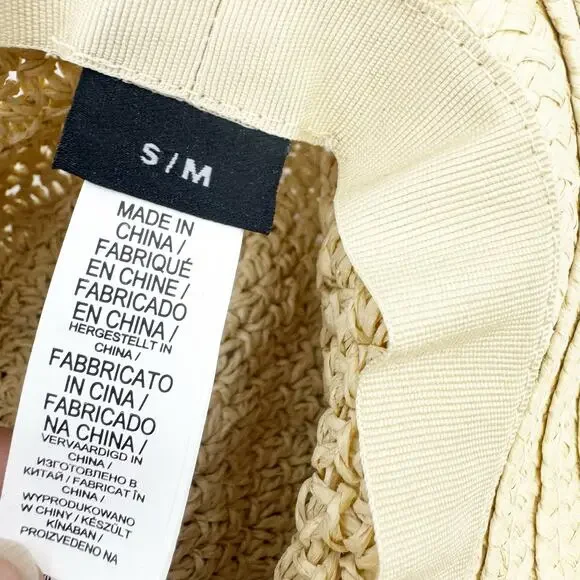 S/M
MADE IN
CHINA/
FABRIQUÉ
EN CHINE/
FABRICADO
EN CHINA/
HERGESTELLT IN
CHINA/
FABBRICATO
IN CINA/
FABRICADO
NA CHINA/
VERVAARDIGD IN
CHINA/
ИЗГОТОВЛЕНО В
КИТАЙ / FABRICAT ÎN
CHINA/
WYPRODUKOWANO
W CHINY / KÉSZÜLT
KÍNÁBAN/
PROIZVEDENO NA